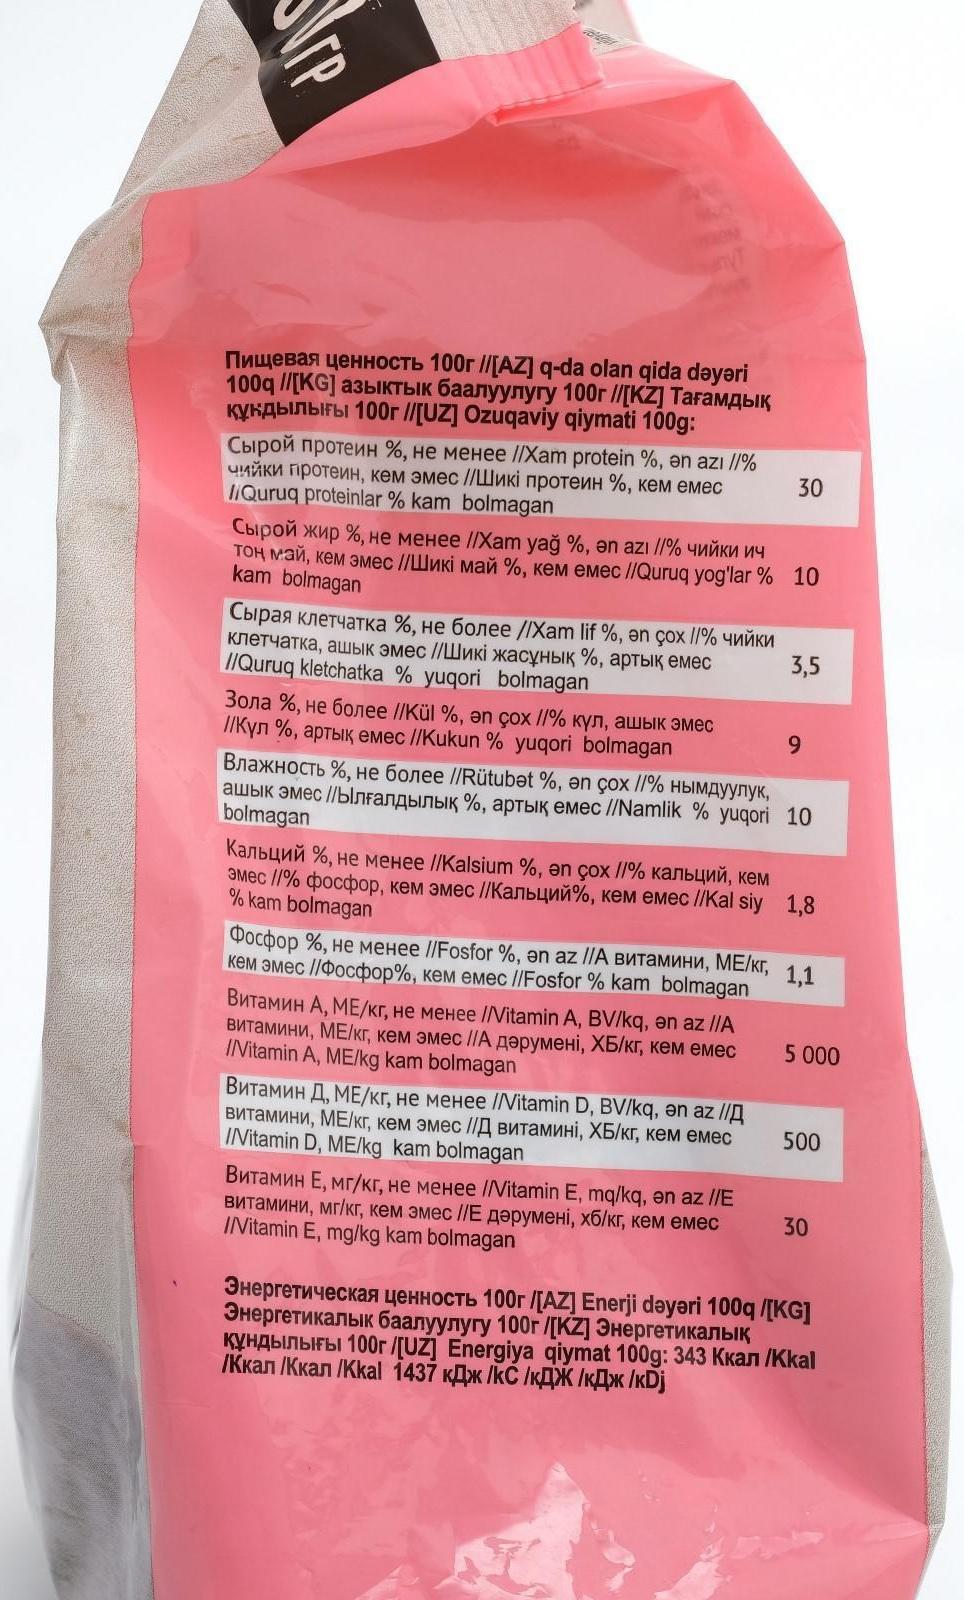 Пищевая ценность 100г //[AZ] q-da olan qida dəyəri
100q //[KG] азыктык баалуулугу 100г //[KZ] Тағамдық
құндылығы 100г //[UZ] Ozuqaviy qiymati 100g:
Сырой протеин %, не менее //Xam protein %, ən azı //%
чийки протеин, кем эмес //Шикі протеин %, кем емес 30
//Quruq proteinlar % kam bolmagan
Сырой жир %, не менее //Xam yağ %, ən azı //% чийки ич
тоң май, кем эмес //Шикі май %, кем емес //Quruq yog'lar % 10
kam bolmagan
Сырая клетчатка %, не более //Xam lif %, ən çox //% чийки
клетчатка, ашык эмес //Шикі жасұнық %, артық емес 3,5
//Quruq kletchatka % yuqori bolmagan
Зола %, не более //Kül %, ən çox //% күл, ашык эмес
//Күл %, артық емес //Kukun % yuqori bolmagan 9
Влажность %, не более //Rütubət %, ən çox //% нымдуулук,
ашык эмес //Ылғалдылық %, артық емес //Namlik % yuqori 10
bolmagan
Кальций %, не менее //Kalsium %, ən çox //% кальций, кем
эмес //% фосфор, кем эмес //Кальций%, кем емес //Kal siy 1,8
% kam bolmagan
Фосфор %, не менее //Fosfor %, ən az //А витамини, МЕ/кг,
кем эмес //Фосфор%, кем емес //Fosfor % kam bolmagan 1,1
Витамин А, МЕ/кг, не менее //Vitamin A, BV/kq, ən az //А
витамини, МЕ/кг, кем эмес //А дәрумені, ХБ/кг, кем емес 5 000
//Vitamin A, ME/kg kam bolmagan
Витамин Д, МЕ/кг, не менее //Vitamin D, BV/kq, ən az //Д
витамини, МЕ/кг, кем эмес //Д витамині, ХБ/кг, кем емес 500
//Vitamin D, ME/kg kam bolmagan
Витамин Е, мг/кг, не менее //Vitamin E, mq/kq, ən az //Е
витамини, мг/кг, кем эмес //Е дәрумені, хб/кг, кем емес 30
//Vitamin E, mg/kg kam bolmagan
Энергетическая ценность 100г /[AZ] Enerji dəyəri 100q /[KG]
Энергетикалык баалуулугу 100г /[KZ] Энергетикалық
құндылығы 100г /[UZ] Energiya qiymat 100g: 343 Ккал /Kkal
/Ккал /Ккал /Kkal 1437 кДж /kC /кДЖ /кДж /кDj